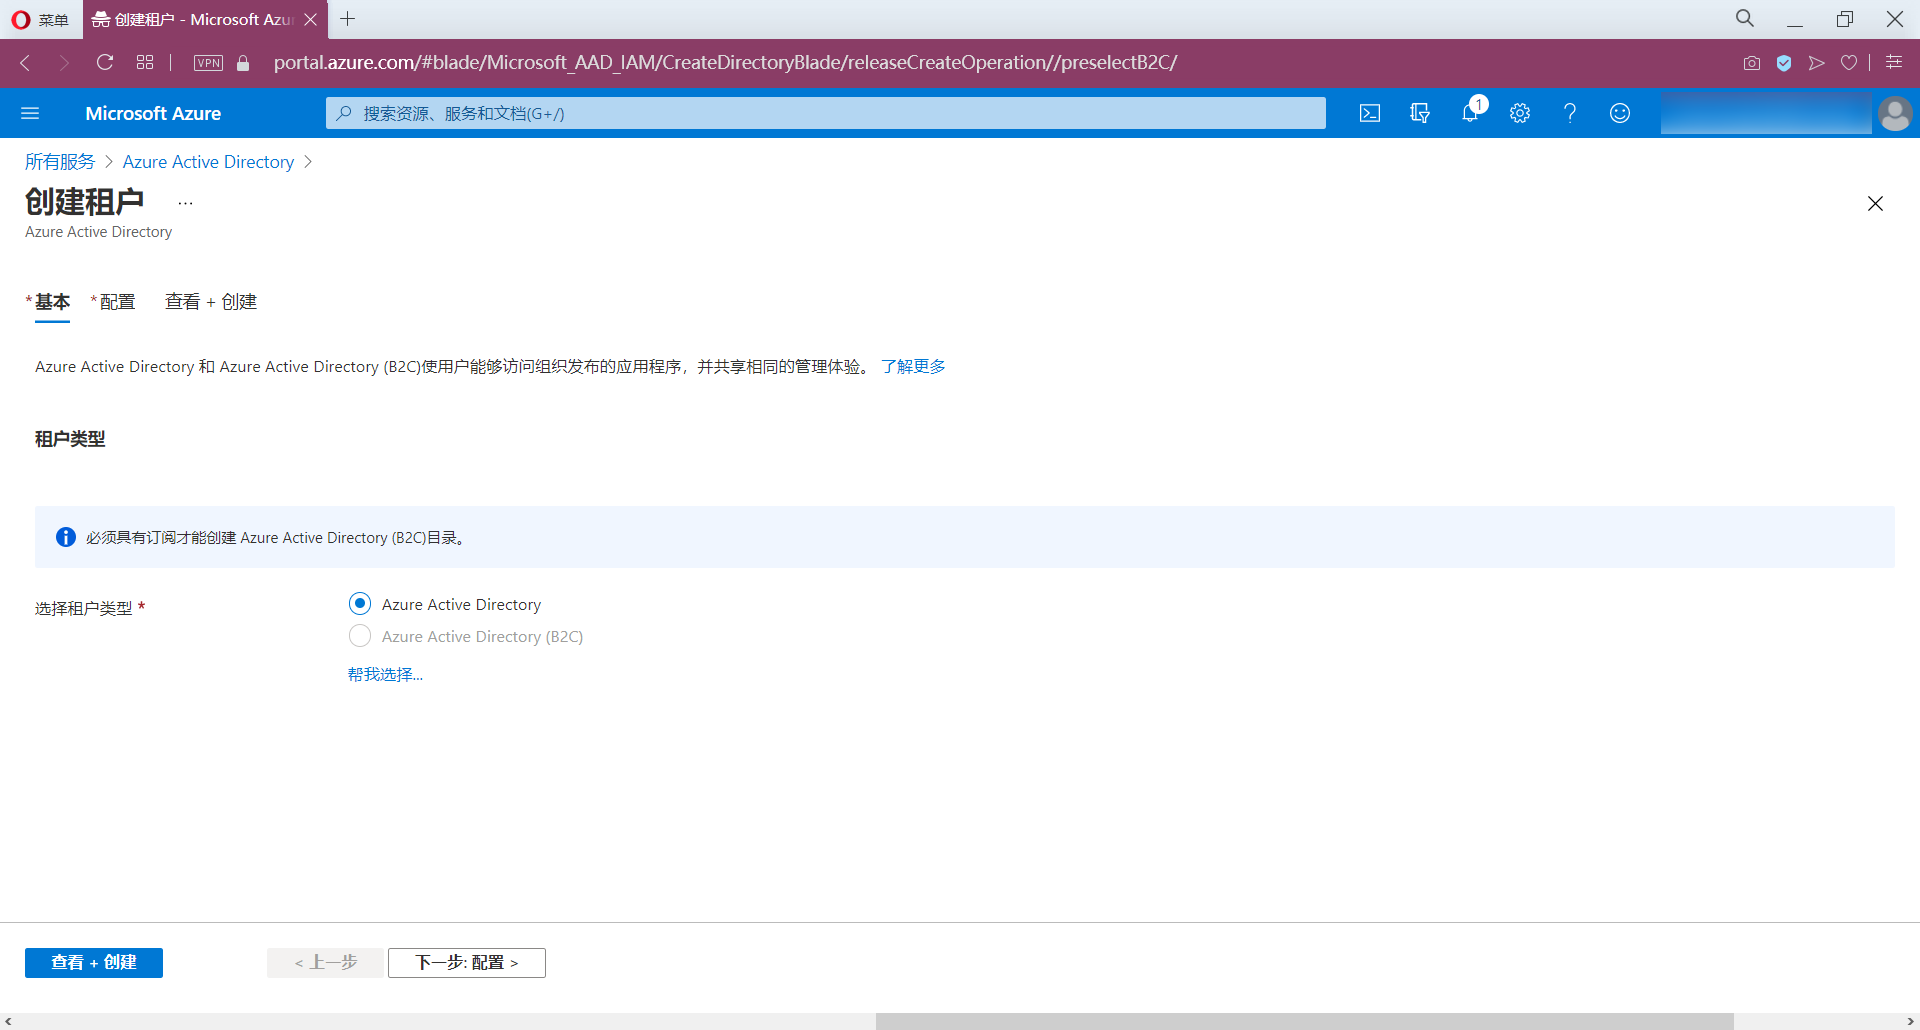 菜单
创建租户 - Microsoft Azu
VPN
portal.azure.com/#blade/Microsoft_AAD_IAM/CreateDirectoryBlade/releaseCreateOperation//preselectB2C/
Microsoft Azure
搜索资源、服务和文档(G+/)
1
所有服务 > Azure Active Directory >
创建租户 ...
Azure Active Directory
*基本 *配置 查看 + 创建
Azure Active Directory 和 Azure Active Directory (B2C)使用户能够访问组织发布的应用程序，并共享相同的管理体验。 了解更多
租户类型
必须具有订阅才能创建 Azure Active Directory (B2C)目录。
选择租户类型 *
Azure Active Directory
Azure Active Directory (B2C)
帮我选择...
查看 + 创建
< 上一步
下一步: 配置 >